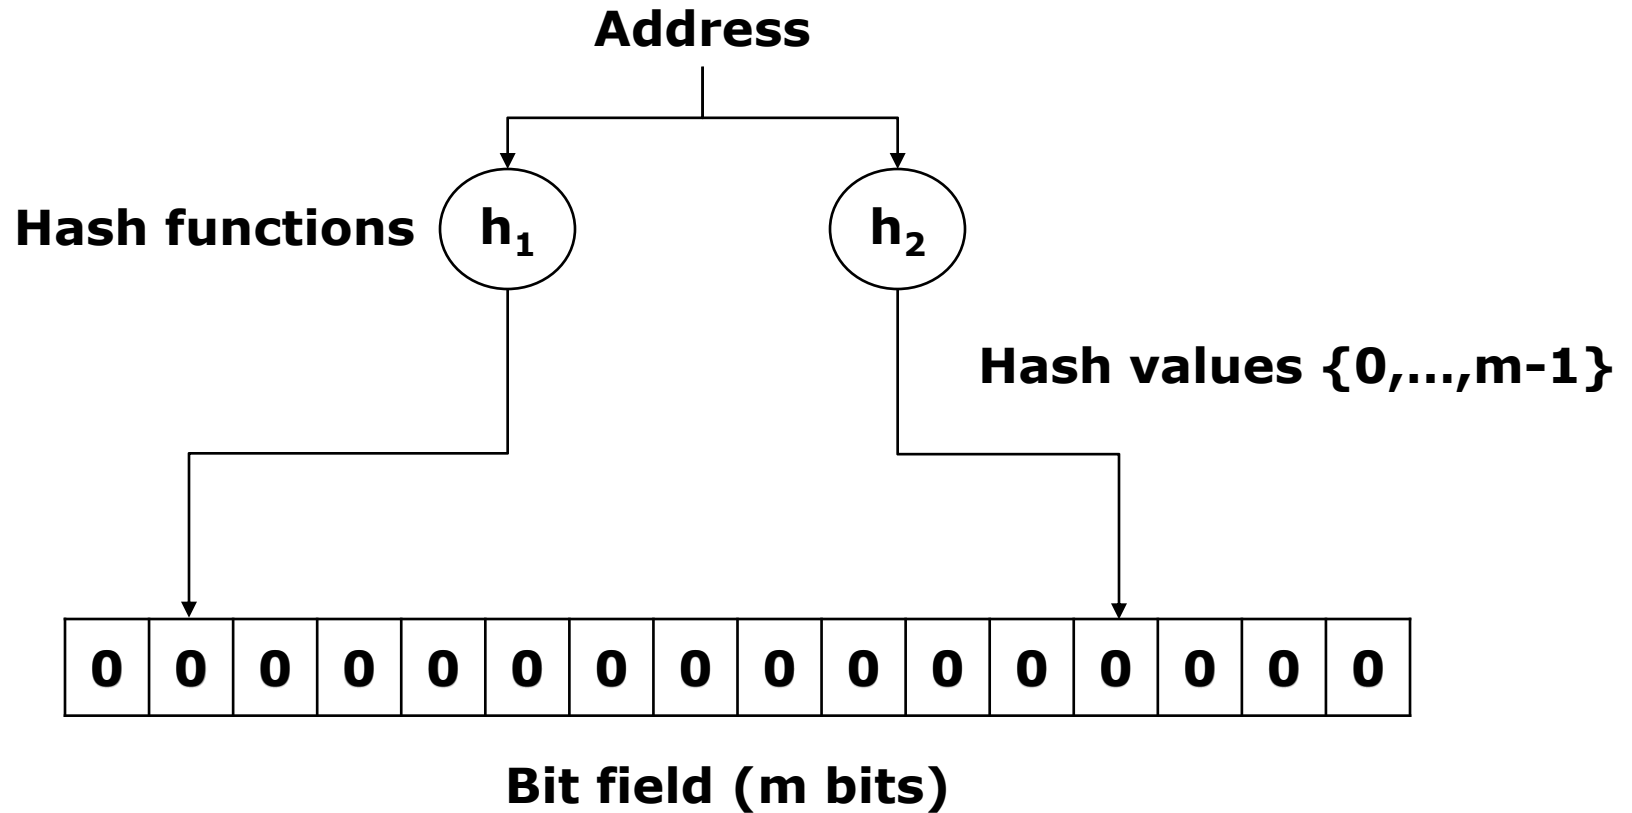 Address
Hash functions
h1
h2
Hash values {0,...,m-1}
0 0 0 0 0 0 0 0 0 0 0 0 0 0 0 0
Bit field (m bits)